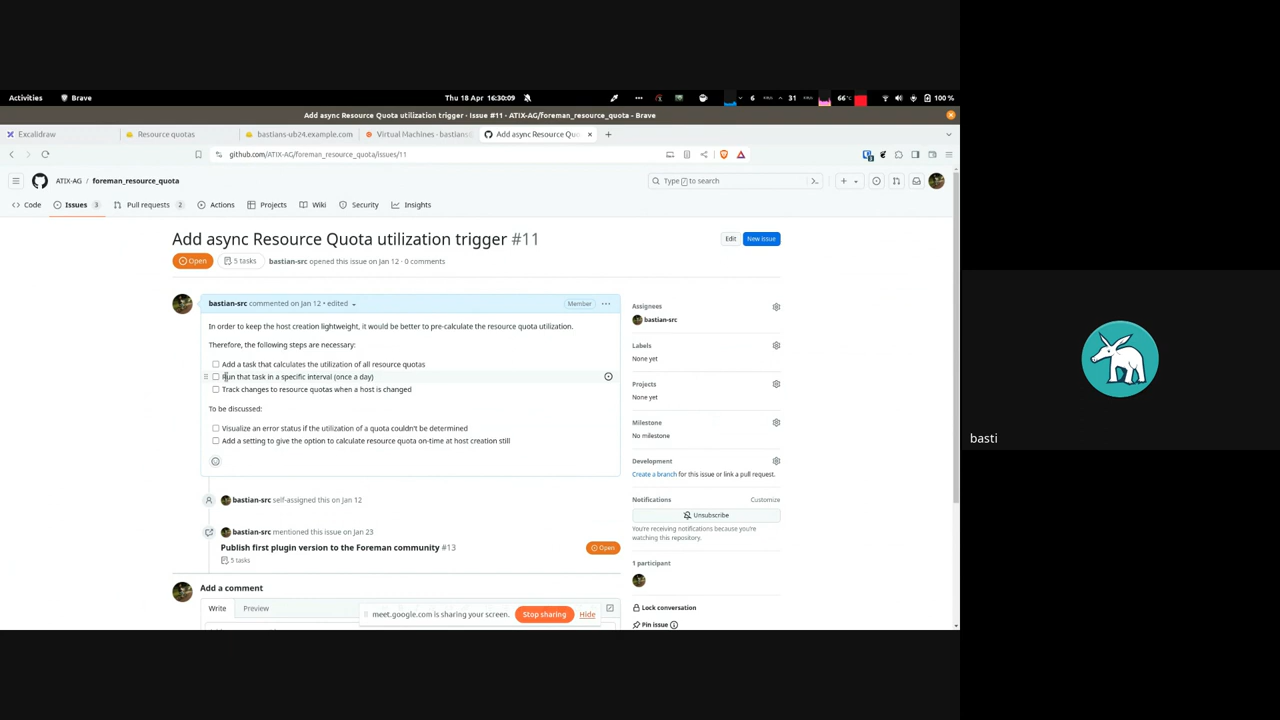 Activities
Brave
Thu 18 Apr 16:30:09
6
31
66°C
100 %
Add async Resource Quota utilization trigger · Issue #11 · ATIX-AG/foreman_resource_quota - Brave
Excalidraw
Resource quotas
bastians-ub24.example.com
Virtual Machines · bastians
Add async Resource Quo
github.com/ATIX-AG/foreman_resource_quota/issues/11
ATIX-AG / foreman_resource_quota
Type / to search
Code
Issues 3
Pull requests 2
Actions
Projects
Wiki
Security
Insights
Add async Resource Quota utilization trigger #11
Edit
New issue
Open
5 tasks
bastian-src opened this issue on Jan 12 · 0 comments
bastian-src commented on Jan 12 • edited
Member
In order to keep the host creation lightweight, it would be better to pre-calculate the resource quota utilization.
Therefore, the following steps are necessary:
Add a task that calculates the utilization of all resource quotas
Run that task in a specific interval (once a day)
Track changes to resource quotas when a host is changed
To be discussed:
Visualize an error status if the utilization of a quota couldn't be determined
Add a setting to give the option to calculate resource quota on-time at host creation still
bastian-src self-assigned this on Jan 12
bastian-src mentioned this issue on Jan 23
Publish first plugin version to the Foreman community #13
Open
5 tasks
Add a comment
Write
Preview
meet.google.com is sharing your screen.
Stop sharing
Hide
Assignees
bastian-src
Labels
None yet
Projects
None yet
Milestone
No milestone
Development
Create a branch for this issue or link a pull request.
Notifications
Customize
Unsubscribe
You're receiving notifications because you're
watching this repository.
1 participant
Lock conversation
Pin issue
basti